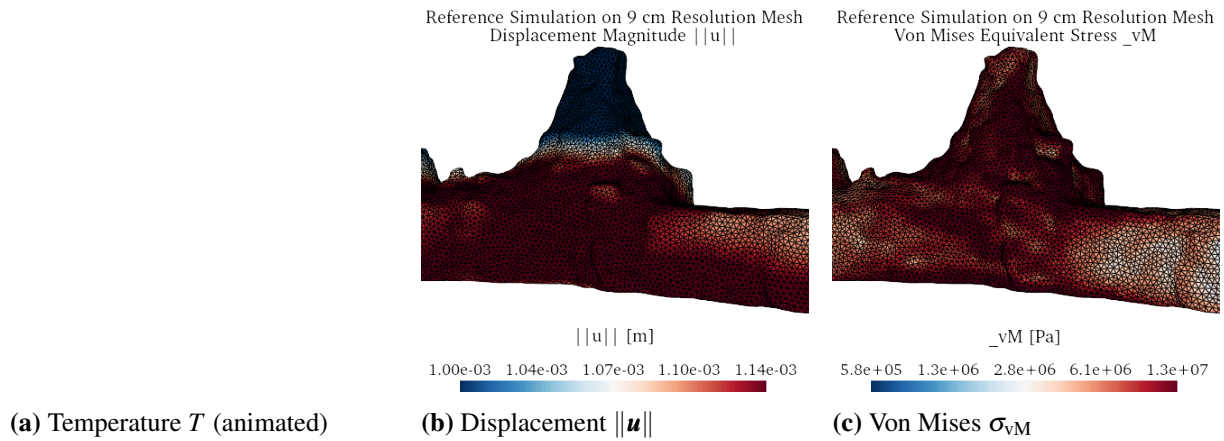 Reference Simulation on 9 cm Resolution Mesh
Displacement Magnitude ||u||
||u|| [m]
1.00e-03 1.04e-03 1.07e-03 1.10e-03 1.14e-03
Reference Simulation on 9 cm Resolution Mesh
Von Mises Equivalent Stress _vM
_vM [Pa]
5.8e+05 1.3e+06 2.8e+06 6.1e+06 1.3e+07
(a) Temperature T (animated)
(b) Displacement ‖u‖
(c) Von Mises σvM